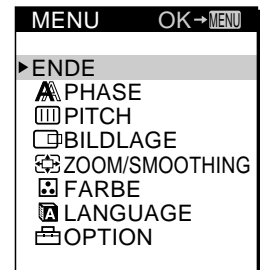 MENU OK→MENU
ENDE
PHASE
PITCH
BILDLAGE
ZOOM/SMOOTHING
FARBE
LANGUAGE
OPTION